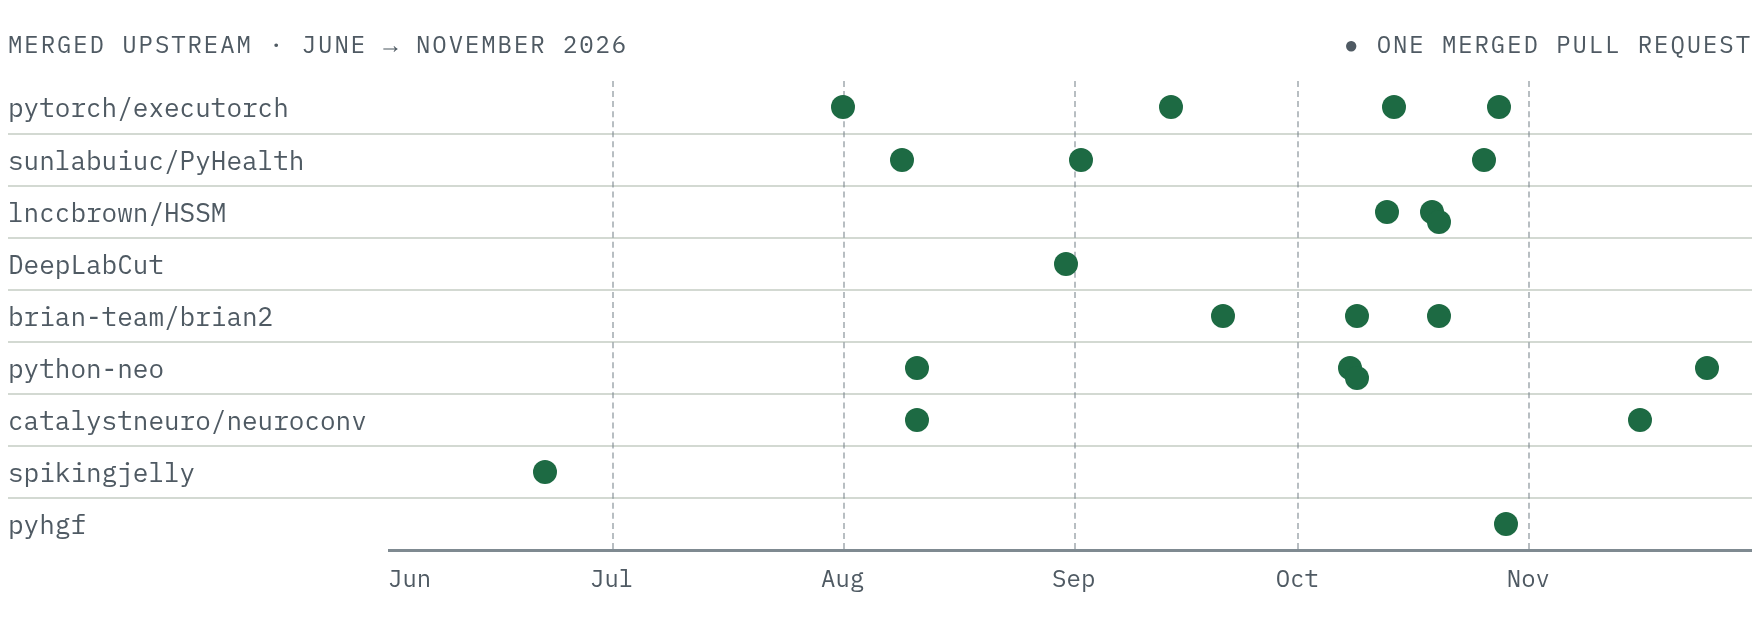 MERGED UPSTREAM · JUNE → NOVEMBER 2026
● ONE MERGED PULL REQUEST
pytorch/executorch
sunlabuiuc/PyHealth
lnccbrown/HSSM
DeepLabCut
brian-team/brian2
python-neo
catalystneuro/neuroconv
spikingjelly
pyhgf
Jun Jul Aug Sep Oct Nov